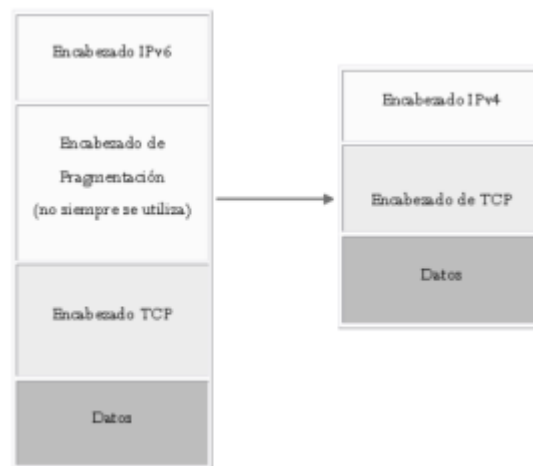 Encabezado IPv6
Encabezado de
Fragmentación
(no siempre se utiliza)
Encabezado TCP
Datos
Encabezado IPv4
Encabezado de TCP
Datos